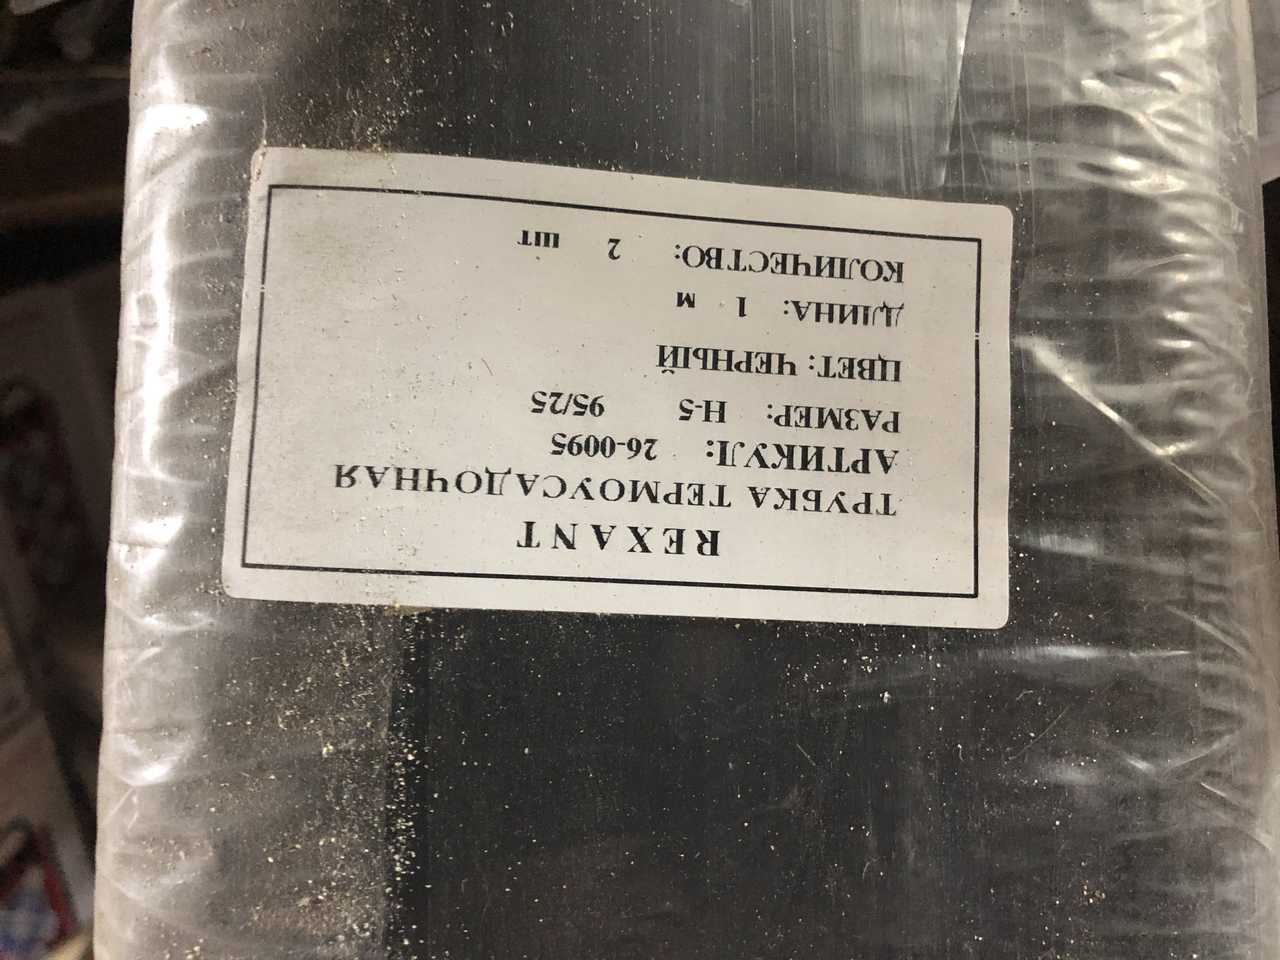 REXANT
ТРУБКА ТЕРМОУСАДОЧНАЯ
АРТИКУЛ: 26-0095
РАЗМЕР: Н-5 95/25
ЦВЕТ: ЧЕРНЫЙ
ДЛИНА: 1 м
КОЛИЧЕСТВО: 2 шт